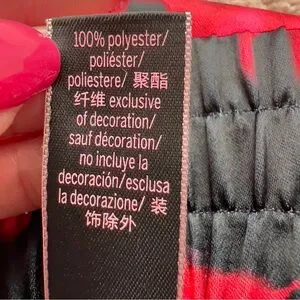 100% polyester/
poliéster/
poliestere/ 聚酯
纤维 exclusive
of decoration/
sauf décoration/
no incluye la
decoración/esclusa
la decorazione/ 装
饰除外